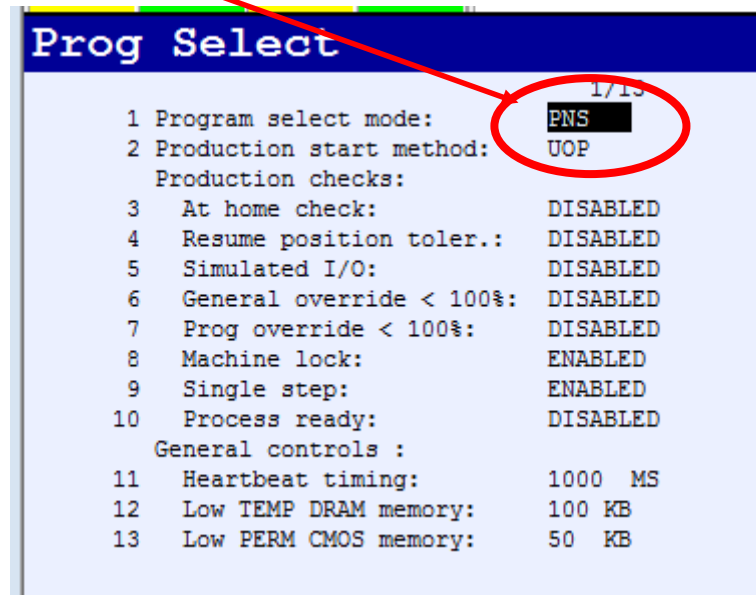 Prog Select
1/13
1 Program select mode: PNS
2 Production start method: UOP
Production checks:
3 At home check: DISABLED
4 Resume position toler.: DISABLED
5 Simulated I/O: DISABLED
6 General override < 100%: DISABLED
7 Prog override < 100%: DISABLED
8 Machine lock: ENABLED
9 Single step: ENABLED
10 Process ready: DISABLED
General controls :
11 Heartbeat timing: 1000 MS
12 Low TEMP DRAM memory: 100 KB
13 Low PERM CMOS memory: 50 KB